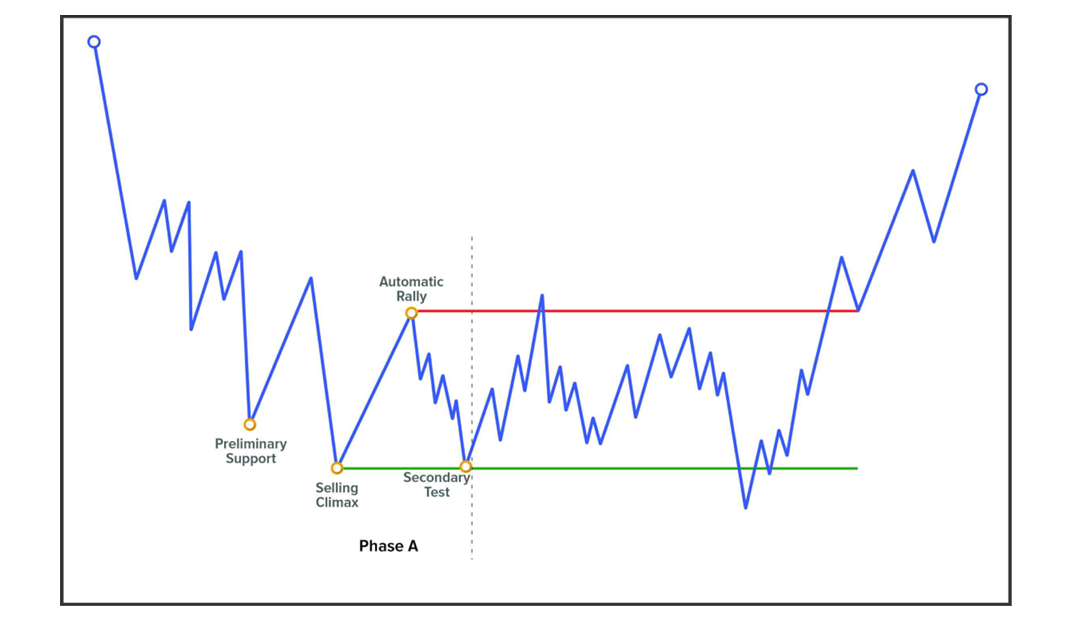 Automatic
Rally
Preliminary
Support
Selling
Climax
Secondary
Test
Phase A